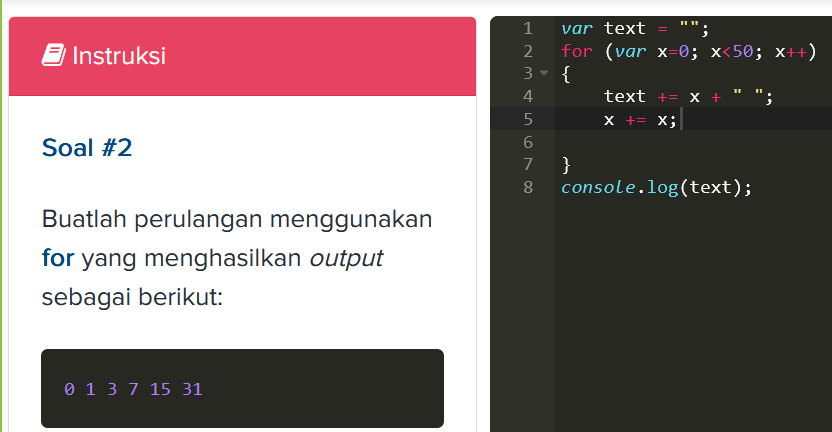 Instruksi
Soal #2
Buatlah perulangan menggunakan
for yang menghasilkan output
sebagai berikut:
0 1 3 7 15 31
1 var text = "";
2 for (var x=0; x<50; x++)
3 {
4 text += x + " ";
5 x += x;
6
7 }
8 console.log(text);